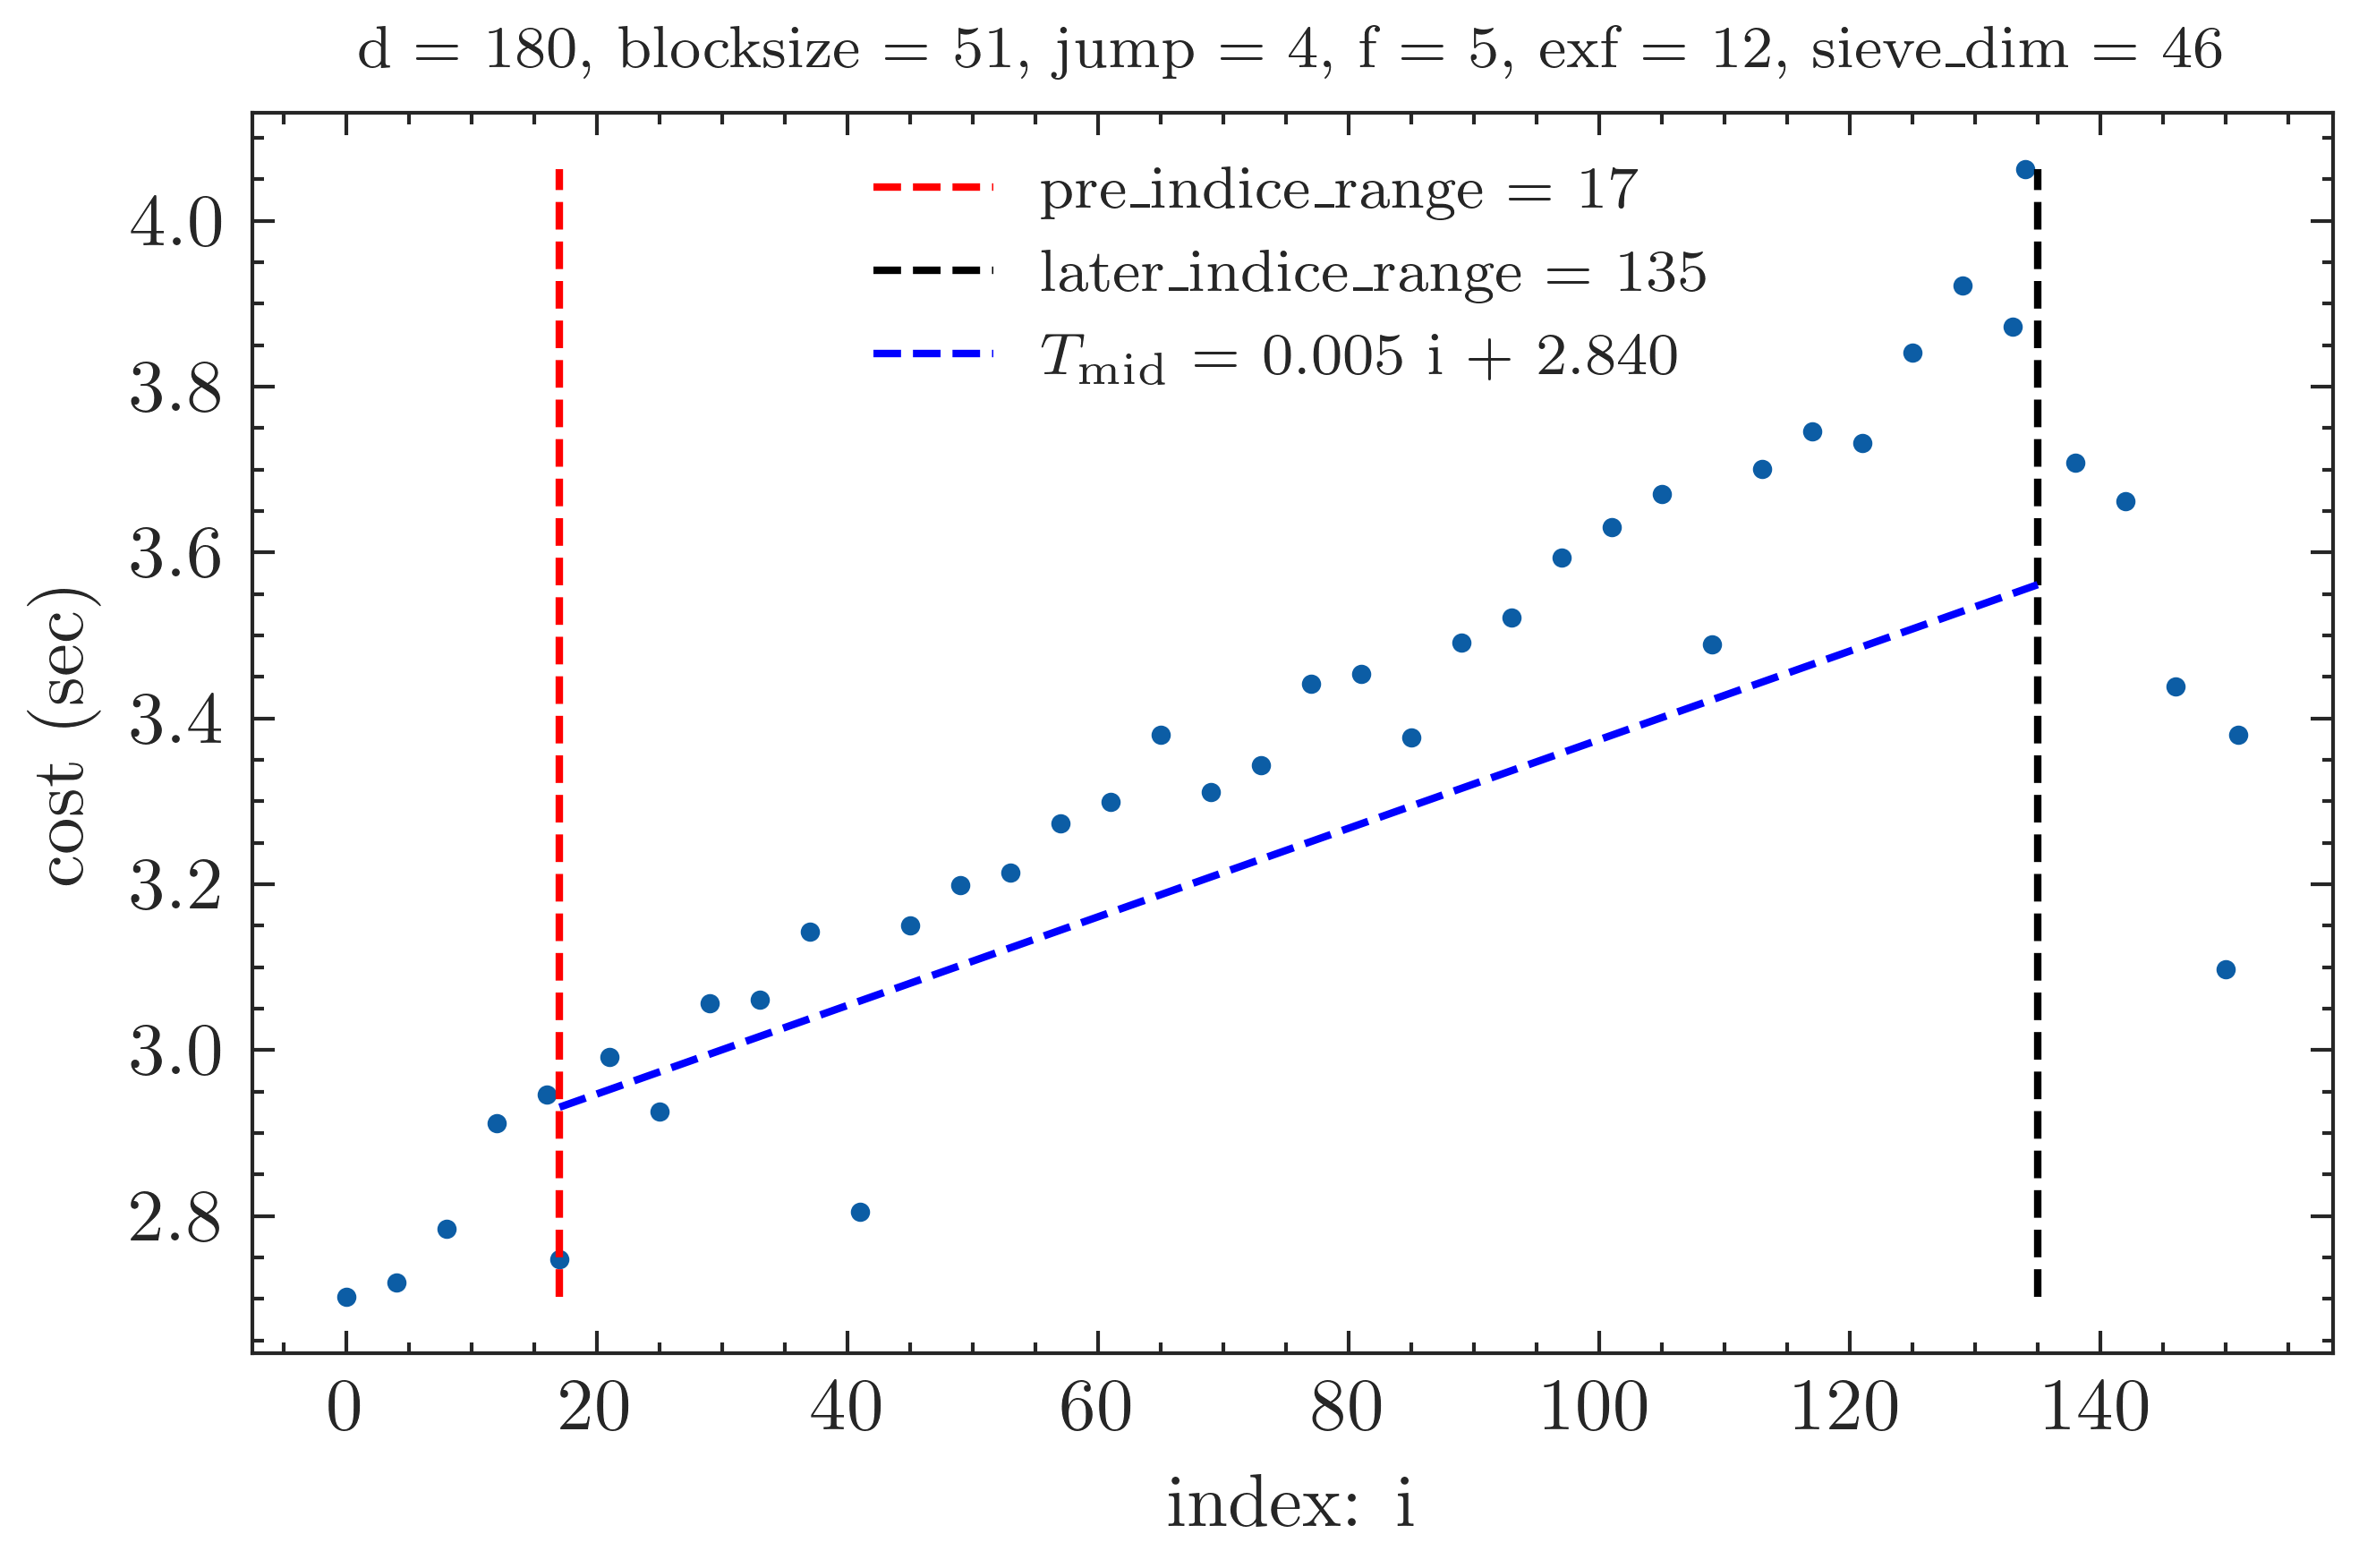 d = 180, blocksize = 51, jump = 4, f = 5, exf = 12, sieve_dim = 46
pre_indice_range = 17
later_indice_range = 135
T_mid = 0.005 i + 2.840
4.0
3.8
3.6
3.4
3.2
3.0
2.8
cost (sec)
0 20 40 60 80 100 120 140
index: i